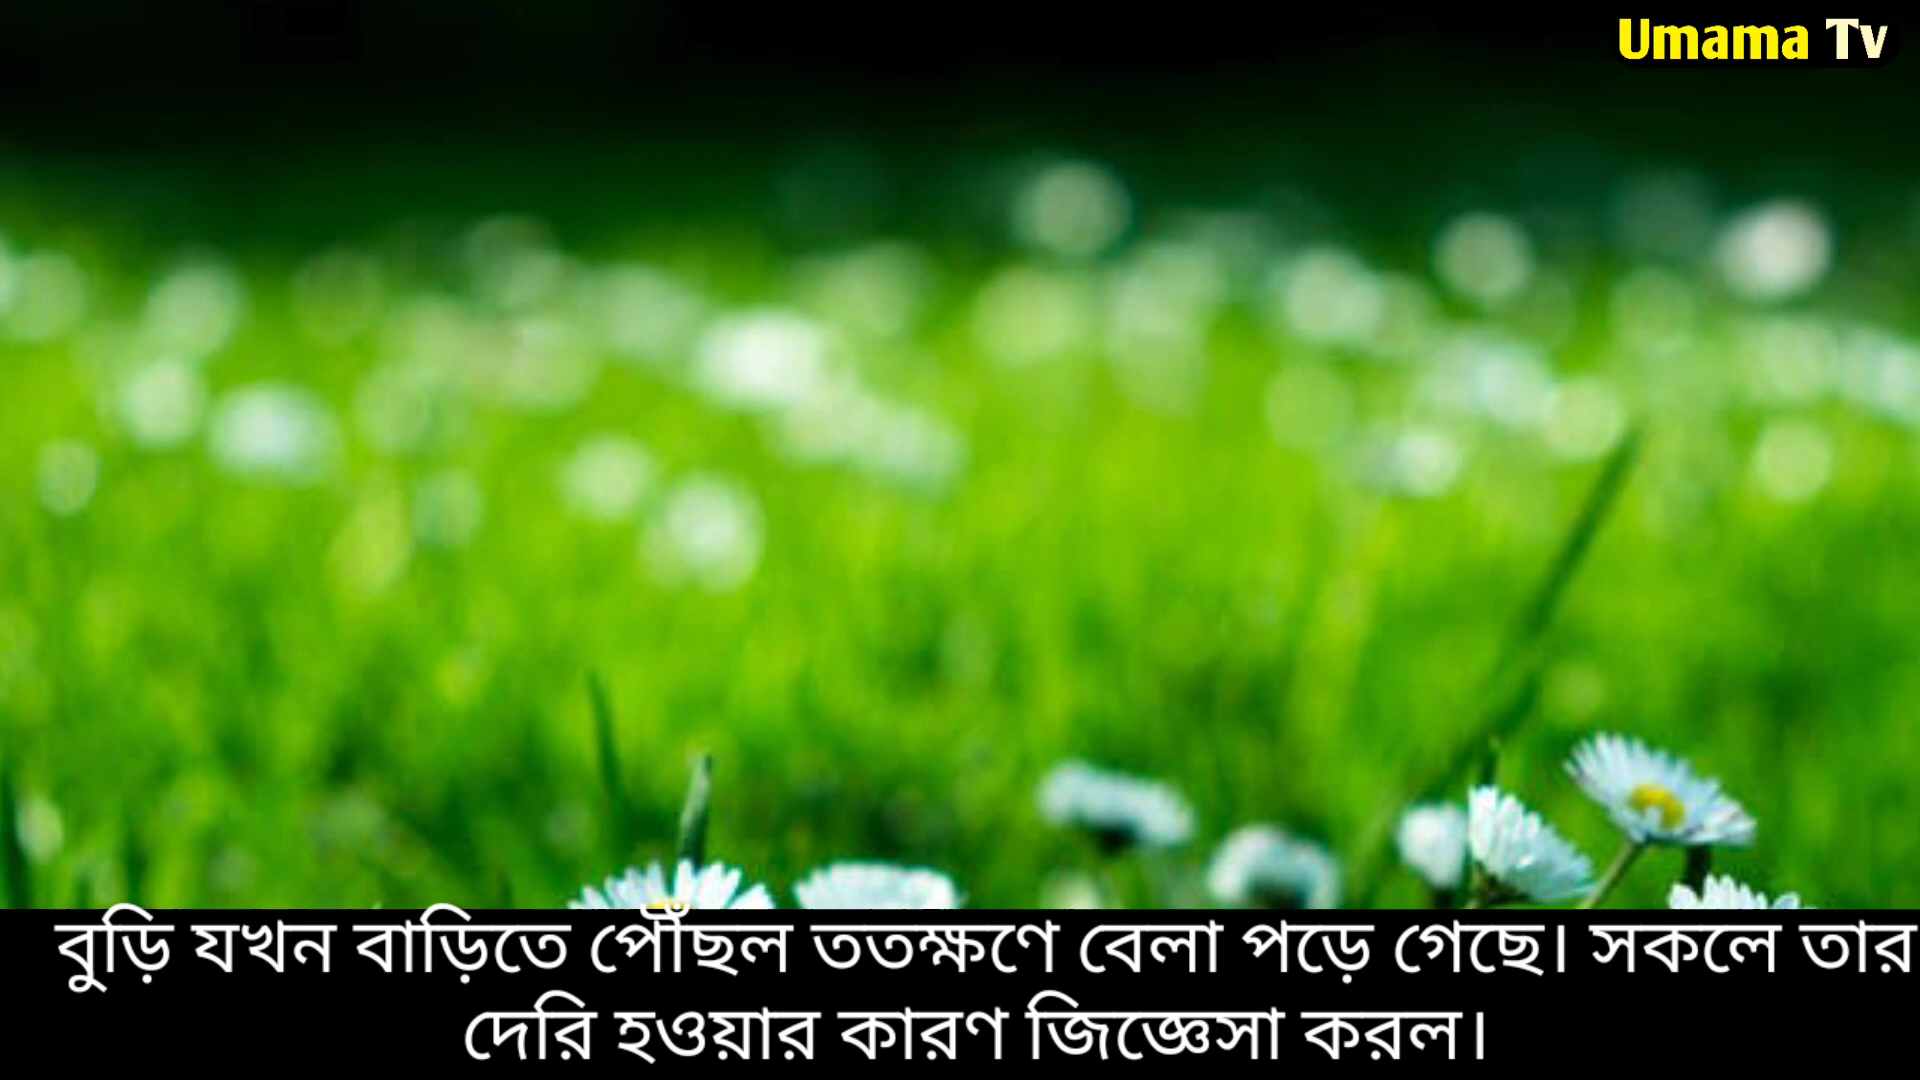 Umama Tv
বুড়ি যখন বাড়িতে পৌঁছল ততক্ষণে বেলা পড়ে গেছে। সকলে তার
দেরি হওয়ার কারণ জিজ্ঞেসা করল।